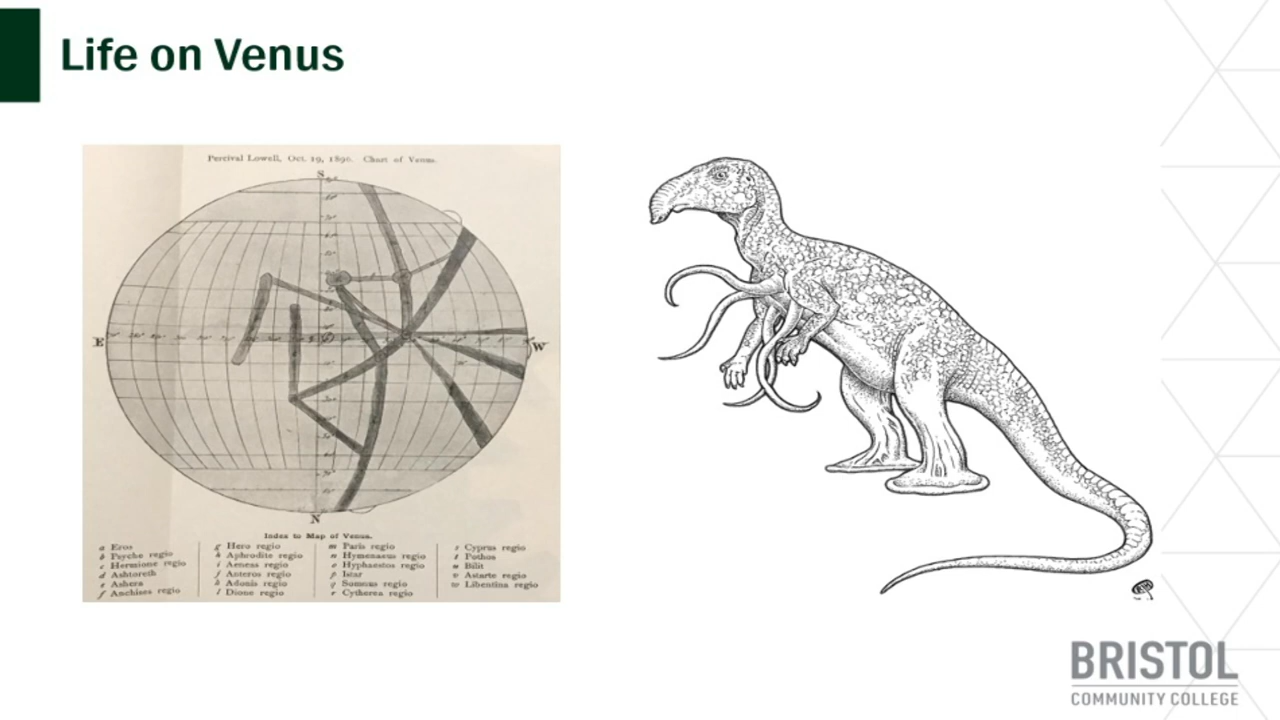 Life on Venus
Percival Lowell, Oct. 19, 1896. Chart of Venus.
S
E
W
N
Index to Map of Venus.
a Eros
b Psyche regio
c Hermione regio
d Ashtoreth
e Ashera
f Anchises regio
g Hero regio
h Aphrodite regio
i Aeneas regio
j Anteros regio
k Adonis regio
l Dione regio
m Paris regio
n Hymenaeus regio
o Hyphaestos regio
p Istar
q Somnus regio
r Cytherea regio
s Cyprus regio
t Pothos
u Bilit
v Astarte regio
w Libentina regio
BRISTOL
COMMUNITY COLLEGE